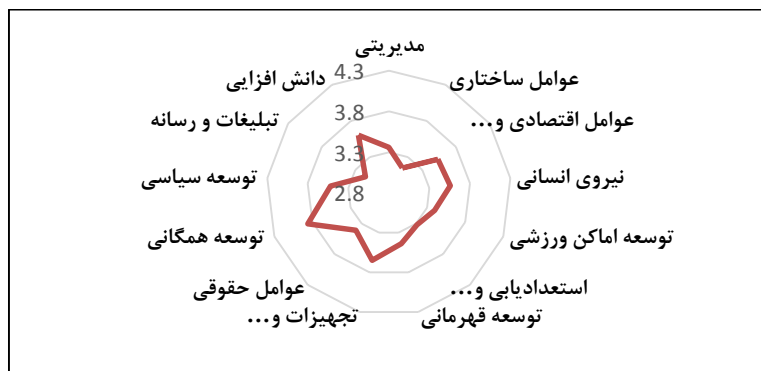 مدیریتی
عوامل ساختاری
عوامل اقتصادی و...
نیروی انسانی
توسعه اماکن ورزشی
استعدادیابی و...
توسعه قهرمانی
تجهیزات و...
عوامل حقوقی
توسعه همگانی
توسعه سیاسی
تبلیغات و رسانه
دانش افزایی
4.3
3.8
3.3
2.8